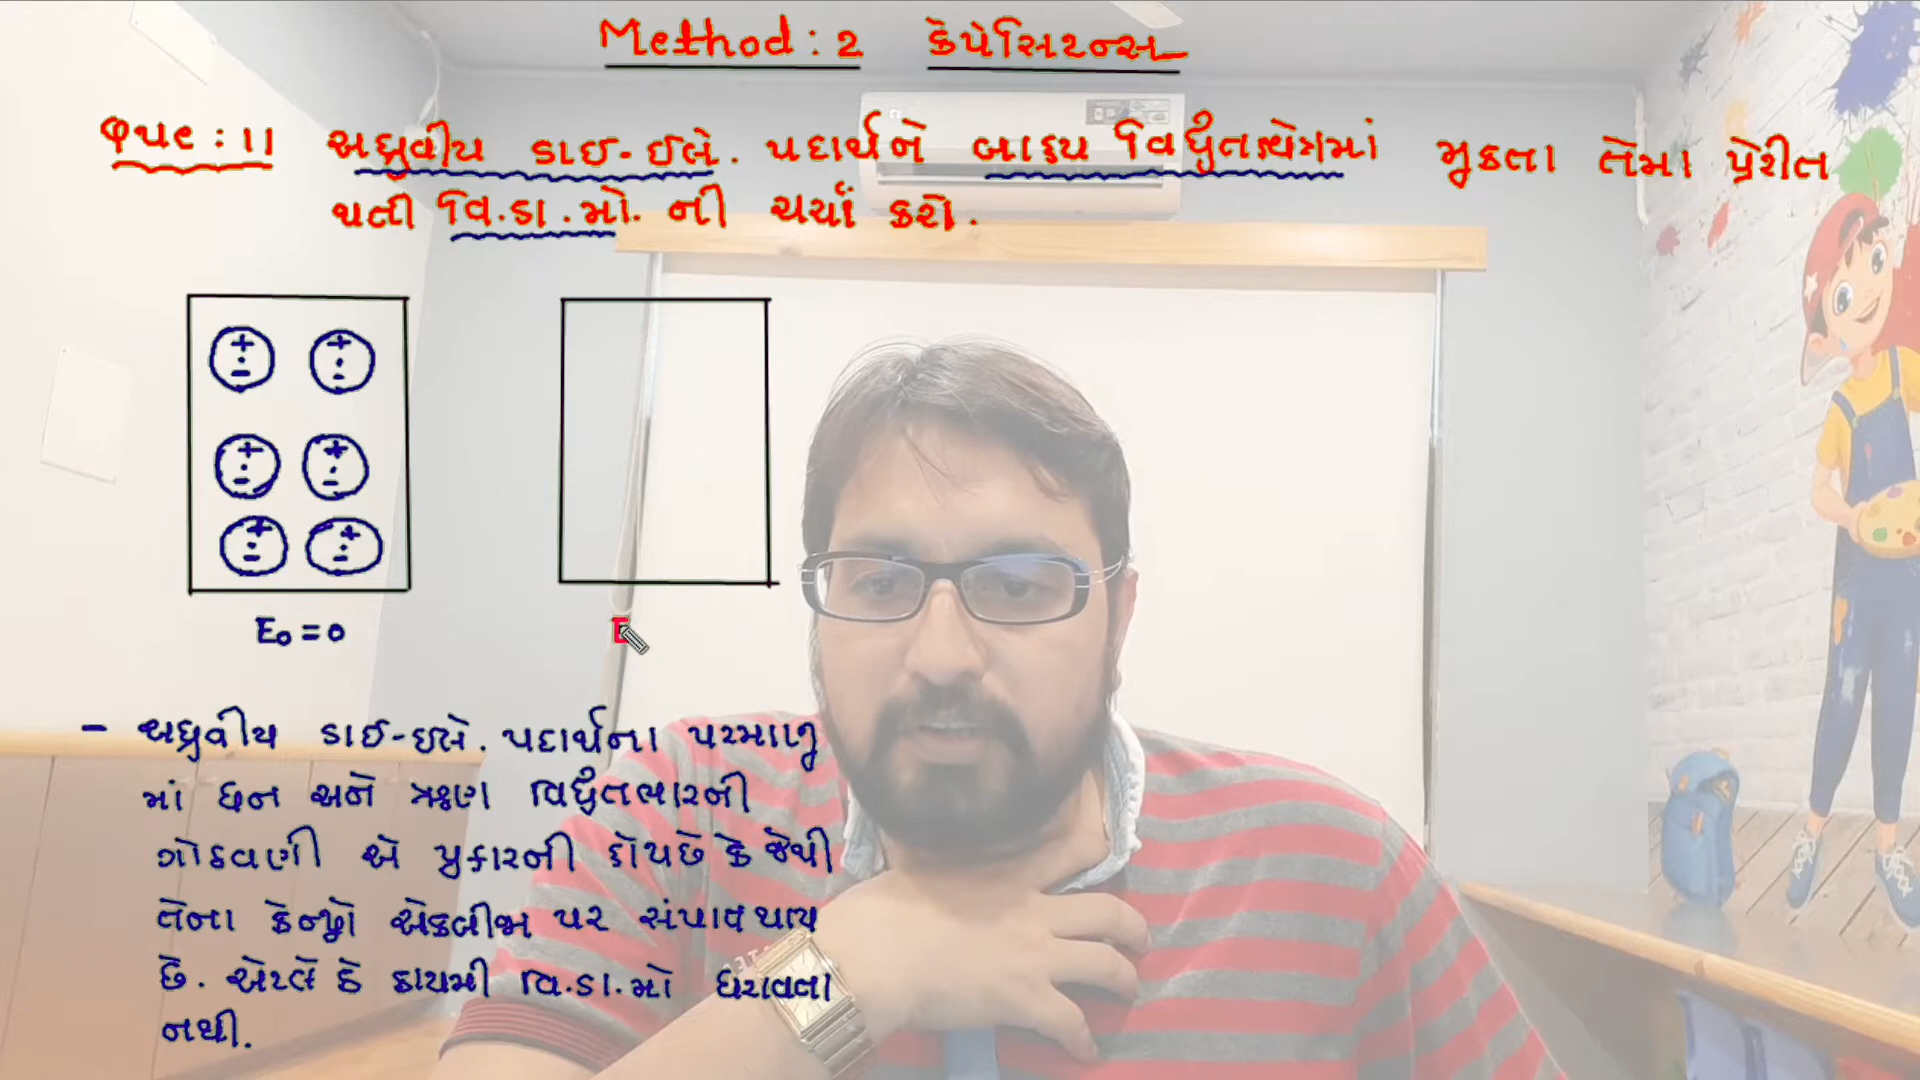 Method : 2 કેપેસિટન્સ
પ્રશ્ન : 11 અધ્રુવીય ડાઈ-ઈલે. પદાર્થને બાહ્ય વિદ્યુતક્ષેત્રમાં મૂકતા તેમા પ્રેરીત
થતી વિ.ડા.મો. ની ચર્ચા કરો.
E₀ = 0
E
- અધ્રુવીય ડાઈ-ઇલે. પદાર્થના પરમાણુ
માં ધન અને ઋણ વિદ્યુતભારની
ગોઠવણી એ પ્રકારની હોય છે કે જેથી
તેના કેન્દ્રો એકબીજા પર સંપાત થાય
છે. એટલે કે કાયમી વિ.ડા.મો ધરાવતા
નથી.